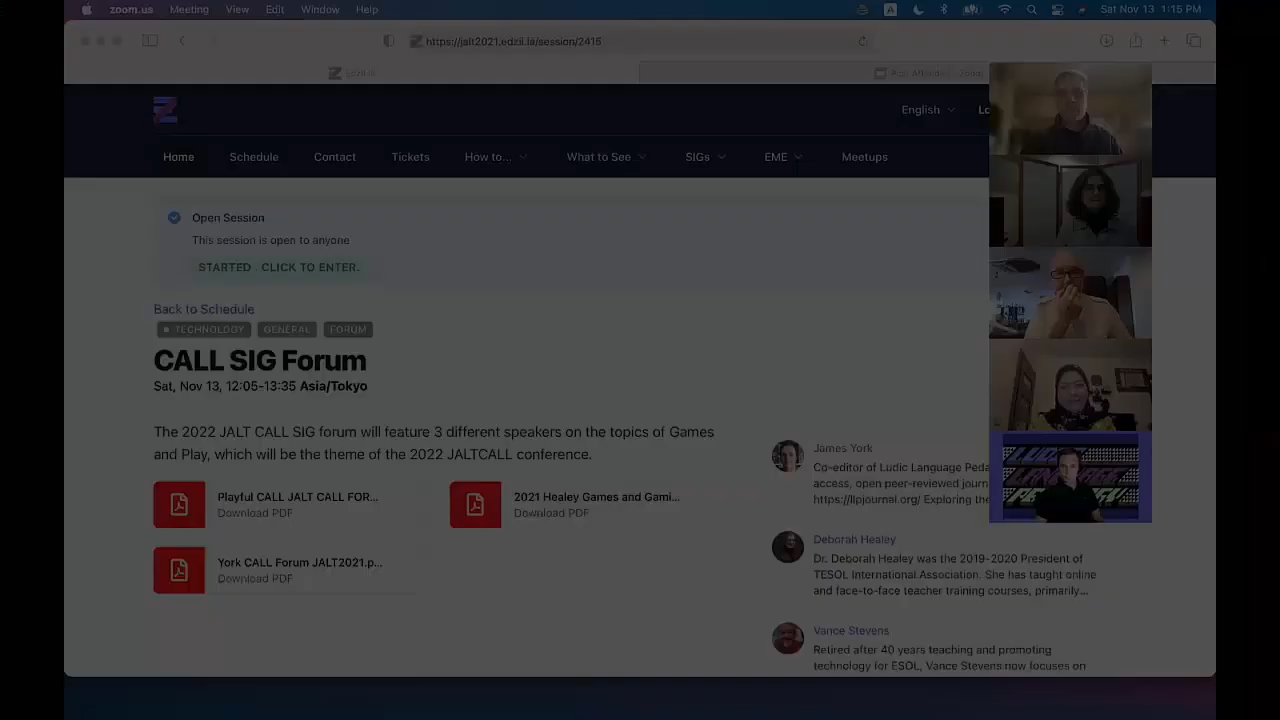 zoom.us Meeting View Edit Window Help
Sat Nov 13 1:15 PM
https://jalt2021.edzil.la/session/2415
Edzil.la
English
Home Schedule Contact Tickets How to... What to See SIGs EME Meetups
Open Session
This session is open to anyone
STARTED. CLICK TO ENTER.
Back to Schedule
TECHNOLOGY GENERAL FORUM
CALL SIG Forum
Sat, Nov 13, 12:05-13:35 Asia/Tokyo
The 2022 JALT CALL SIG forum will feature 3 different speakers on the topics of Games
and Play, which will be the theme of the 2022 JALTCALL conference.
Playful CALL JALT CALL FOR...
Download PDF
2021 Healey Games and Gami...
Download PDF
York CALL Forum JALT2021.p...
Download PDF
James York
Co-editor of Ludic Language Peda
access, open peer-reviewed journ
https://llpjournal.org/ Exploring the
Deborah Healey
Dr. Deborah Healey was the 2019-2020 President of
TESOL International Association. She has taught online
and face-to-face teacher training courses, primarily...
Vance Stevens
Retired after 40 years teaching and promoting
technology for ESOL, Vance Stevens now focuses on
LUDIC
LANGUAGE